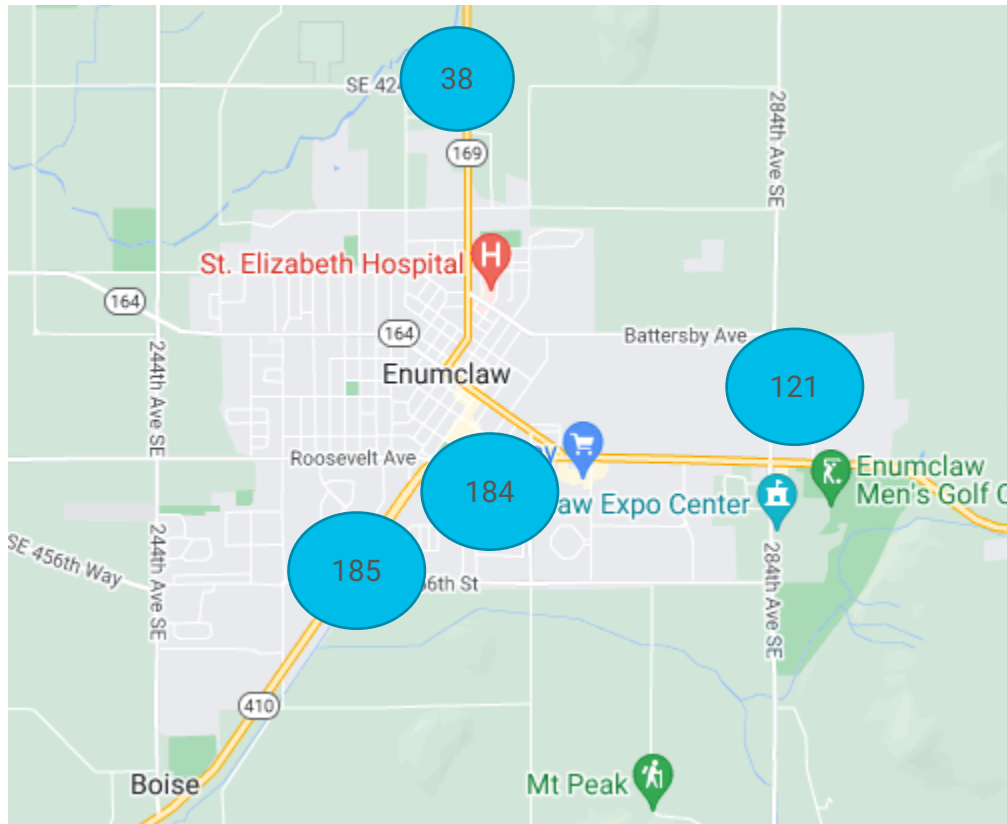 38
SE 424
169
284th Ave SE
H
St. Elizabeth Hospital
164
164
Battersby Ave
244th Ave SE
Enumclaw
121
Roosevelt Ave
184
Enumclaw
Men's Golf C
aw Expo Center
185
SE 456th Way
244th Ave SE
6th St
284th Ave SE
410
Boise
Mt Peak